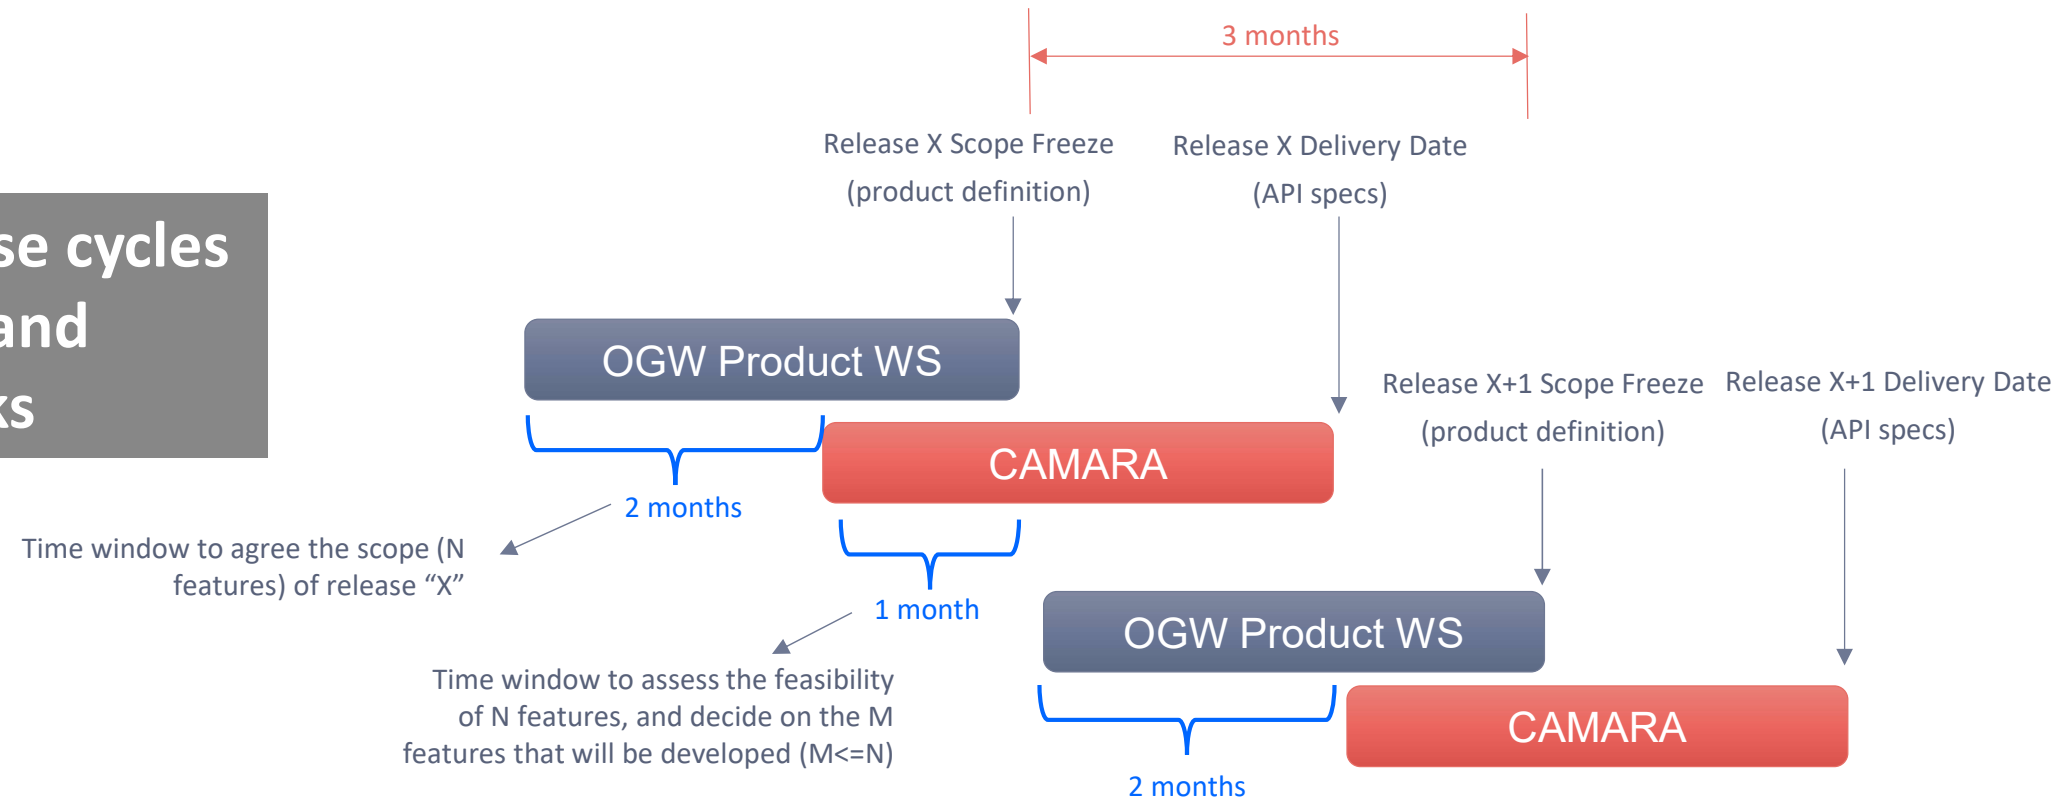 3 months
Release X Scope Freeze
(product definition)
Release X Delivery Date
(API specs)
se cycles
and
ks
OGW Product WS
Release X+1 Scope Freeze
(product definition)
Release X+1 Delivery Date
(API specs)
CAMARA
2 months
Time window to agree the scope (N
features) of release “X”
1 month
OGW Product WS
Time window to assess the feasibility
of N features, and decide on the M
features that will be developed (M<=N)
CAMARA
2 months